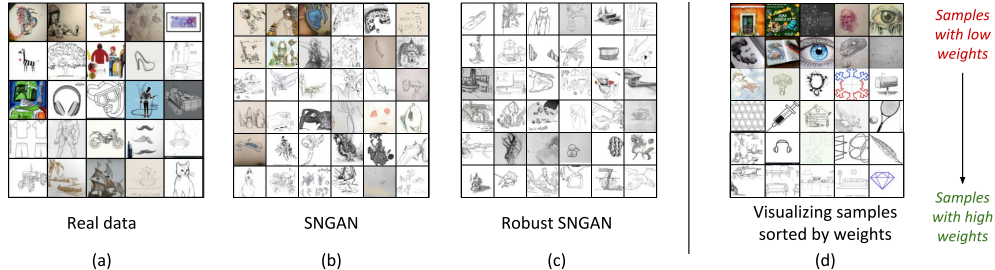 Samples
with low
weights
Samples
with high
weights
Real data
SNGAN
Robust SNGAN
Visualizing samples
sorted by weights
(a)
(b)
(c)
(d)